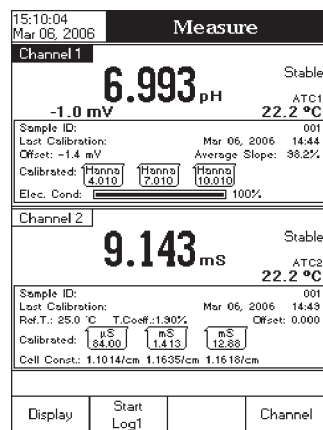 15:10:04
Mar 06, 2006
Measure
Channel 1
6.993 pH
Stable
-1.0 mV
ATC1
22.2 °C
Sample ID: 001
Last Calibration: Mar 06, 2006 14:44
Offset: -1.4 mV Average Slope: 98.2%
Calibrated: Hanna 4.010 Hanna 7.010 Hanna 10.010
Elec. Cond: 100%
Channel 2
9.143 mS
Stable
ATC2
22.2 °C
Sample ID: 001
Last Calibration: Mar 06, 2006 14:43
Ref.T.: 25.0 °C T.Coeff.:1.90% Offset: 0.000
Calibrated: µS 84.00 mS 1.413 mS 12.88
Cell Const.: 1.1014/cm 1.1635/cm 1.1618/cm
Display Start Log1 Channel